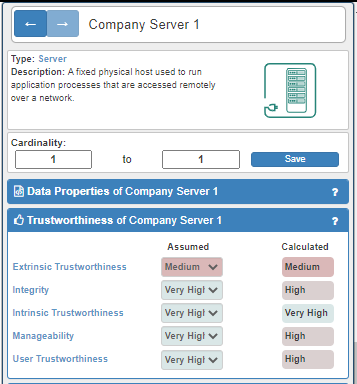 ← → Company Server 1
Type: Server
Description: A fixed physical host used to run
application processes that are accessed remotely
over a network.
Cardinality:
1 to 1 Save
Data Properties of Company Server 1 ?
Trustworthiness of Company Server 1 ?
Assumed Calculated
Extrinsic Trustworthiness Medium Medium
Integrity Very High High
Intrinsic Trustworthiness Very High Very High
Manageability Very High High
User Trustworthiness Very High High